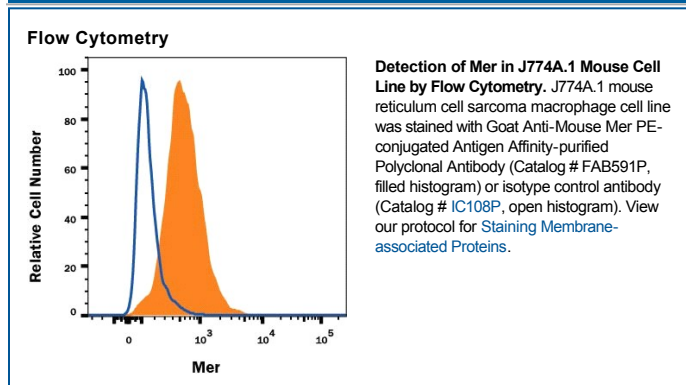 Flow Cytometry
100
80
60
40
20
0
Relative Cell Number
0
10³
10⁴
10⁵
Mer
Detection of Mer in J774A.1 Mouse Cell
Line by Flow Cytometry. J774A.1 mouse
reticulum cell sarcoma macrophage cell line
was stained with Goat Anti-Mouse Mer PE-
conjugated Antigen Affinity-purified
Polyclonal Antibody (Catalog # FAB591P,
filled histogram) or isotype control antibody
(Catalog # IC108P, open histogram). View
our protocol for Staining Membrane-
associated Proteins.